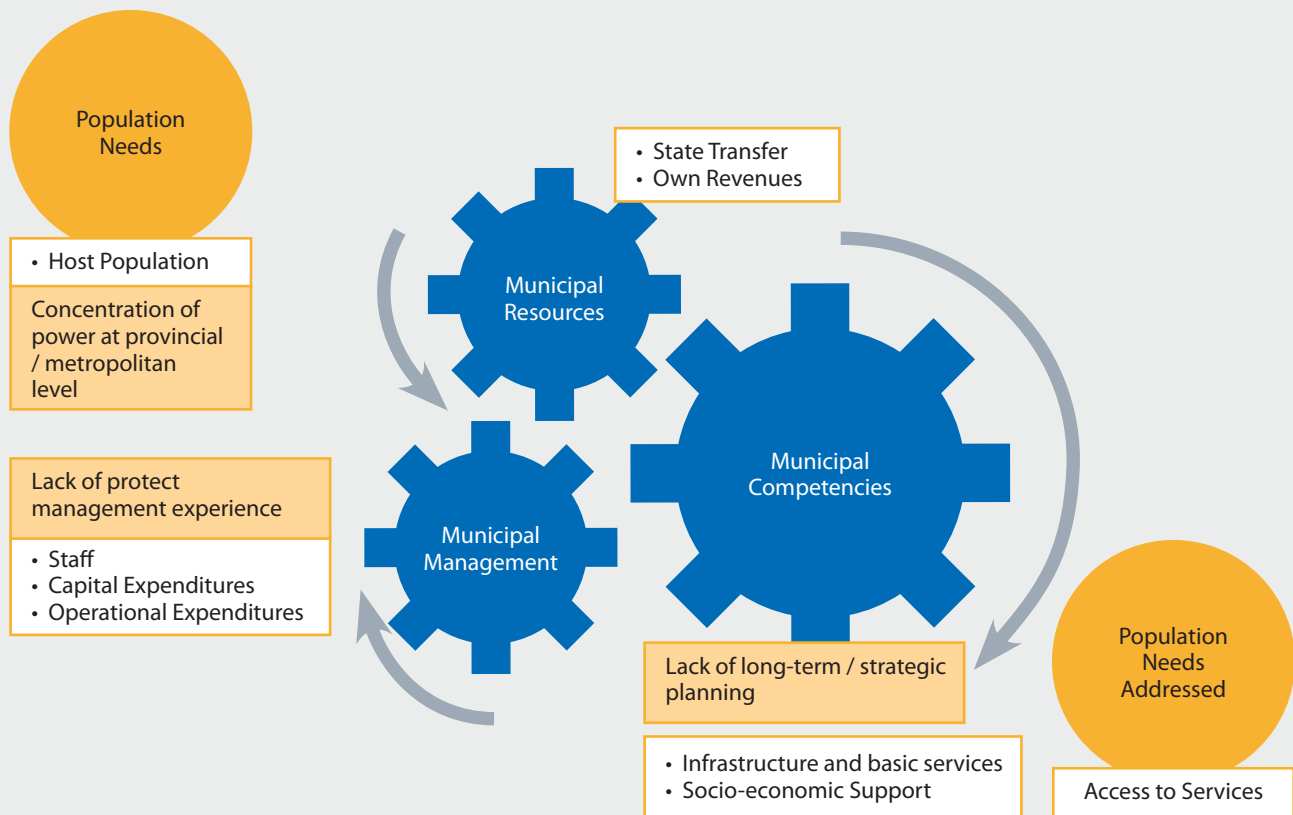 Population
Needs
• Host Population
Concentration of
power at provincial
/ metropolitan
level
• State Transfer
• Own Revenues
Municipal
Resources
Municipal
Competencies
Lack of protect
management experience
• Staff
• Capital Expenditures
• Operational Expenditures
Municipal
Management
Lack of long-term / strategic
planning
• Infrastructure and basic services
• Socio-economic Support
Population
Needs
Addressed
Access to Services